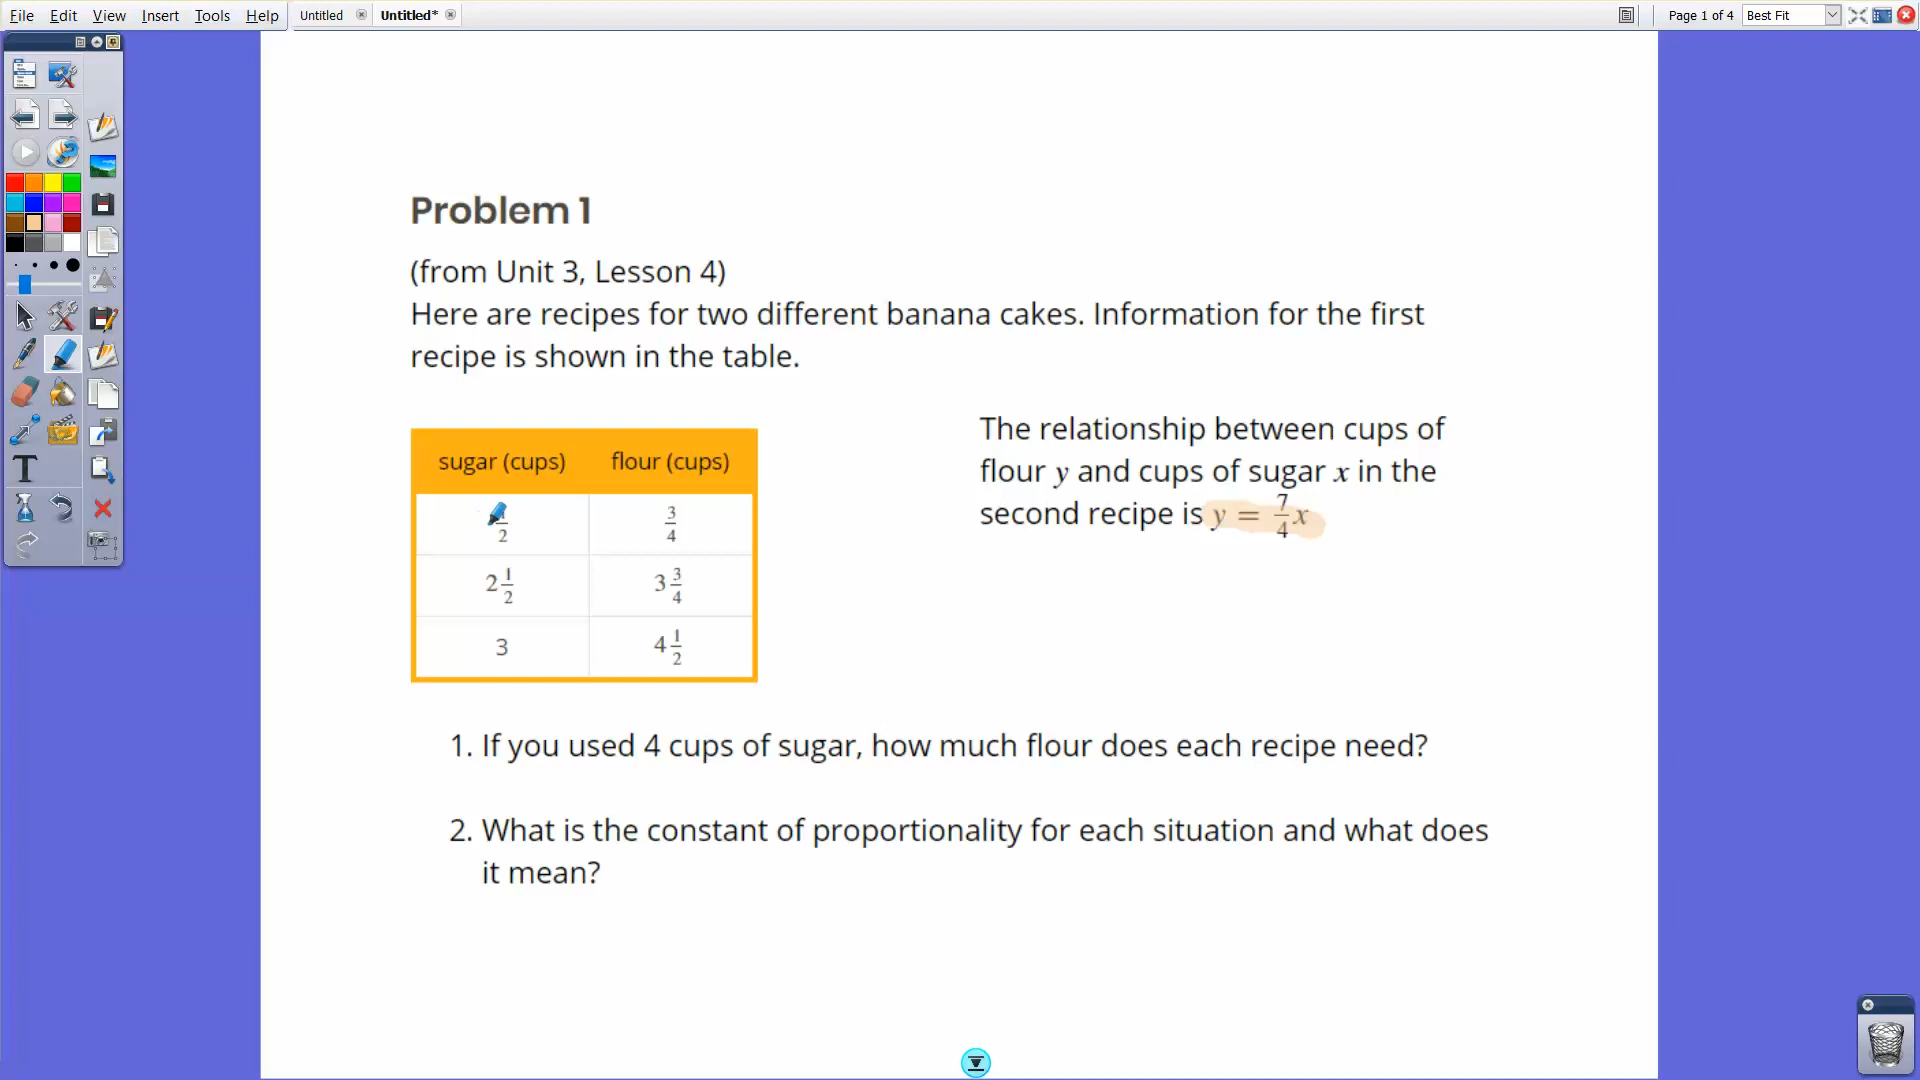 File Edit View Insert Tools Help Untitled Untitled* Page 1 of 4 Best Fit
Problem 1
(from Unit 3, Lesson 4)
Here are recipes for two different banana cakes. Information for the first
recipe is shown in the table.
The relationship between cups of
flour y and cups of sugar x in the
second recipe is y = 7/4 x
sugar (cups) flour (cups)
3/4
2 1/2 3 3/4
3 4 1/2
1. If you used 4 cups of sugar, how much flour does each recipe need?
2. What is the constant of proportionality for each situation and what does
it mean?